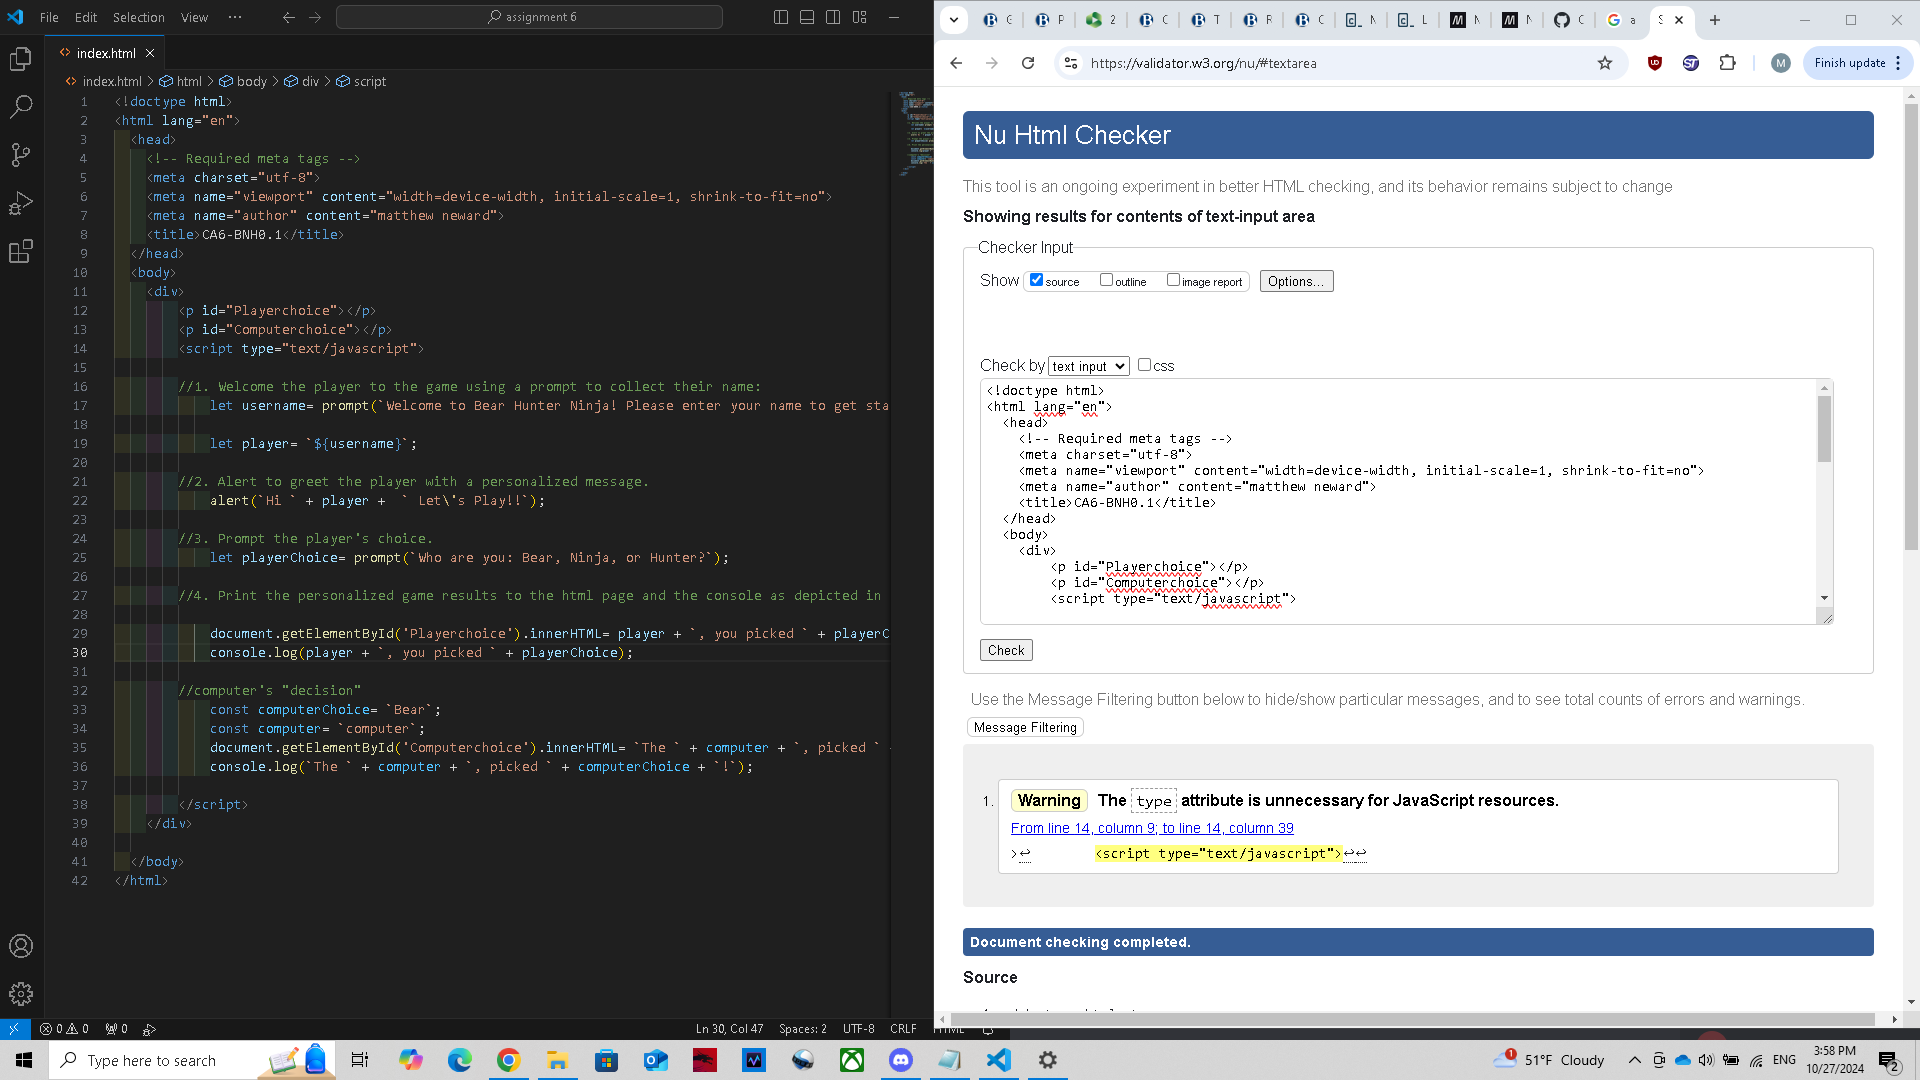 File Edit Selection View ··· assignment 6
index.html
index.html > html > body > div > script
1 <!doctype html>
2 <html lang="en">
3 <head>
4 <!-- Required meta tags -->
5 <meta charset="utf-8">
6 <meta name="viewport" content="width=device-width, initial-scale=1, shrink-to-fit=no">
7 <meta name="author" content="matthew neward">
8 <title>CA6-BNH0.1</title>
9 </head>
10 <body>
11 <div>
12 <p id="Playerchoice"></p>
13 <p id="Computerchoice"></p>
14 <script type="text/javascript">
15
16 //1. Welcome the player to the game using a prompt to collect their name:
17 let username= prompt(`Welcome to Bear Hunter Ninja! Please enter your name to get sta
18
19 let player= `${username}`;
20
21 //2. Alert to greet the player with a personalized message.
22 alert(`Hi ` + player + ` Let\'s Play!!`);
23
24 //3. Prompt the player's choice.
25 let playerChoice= prompt(`Who are you: Bear, Ninja, or Hunter?`);
26
27 //4. Print the personalized game results to the html page and the console as depicted in
28
29 document.getElementById('Playerchoice').innerHTML= player + `, you picked ` + playerC
30 console.log(player + `, you picked ` + playerChoice);
31
32 //computer's "decision"
33 const computerChoice= `Bear`;
34 const computer= `computer`;
35 document.getElementById('Computerchoice').innerHTML= `The ` + computer + `, picked `
36 console.log(`The ` + computer + `, picked ` + computerChoice + `!`);
37
38 </script>
39 </div>
40
41 </body>
42 </html>
0 0 0 Ln 30, Col 47 Spaces: 2 UTF-8 CRLF HTML
https://validator.w3.org/nu/#textarea
M Finish update
Nu Html Checker
This tool is an ongoing experiment in better HTML checking, and its behavior remains subject to change
Showing results for contents of text-input area
Checker Input
Show source outline image report Options...
Check by text input css
<!doctype html>
<html lang="en">
<head>
<!-- Required meta tags -->
<meta charset="utf-8">
<meta name="viewport" content="width=device-width, initial-scale=1, shrink-to-fit=no">
<meta name="author" content="matthew neward">
<title>CA6-BNH0.1</title>
</head>
<body>
<div>
<p id="Playerchoice"></p>
<p id="Computerchoice"></p>
<script type="text/javascript">
Check
Use the Message Filtering button below to hide/show particular messages, and to see total counts of errors and warnings.
Message Filtering
1. Warning The type attribute is unnecessary for JavaScript resources.
From line 14, column 9; to line 14, column 39
>↩ <script type="text/javascript">↩↩
Document checking completed.
Source
Type here to search
1 51°F Cloudy ENG 3:58 PM
10/27/2024 2